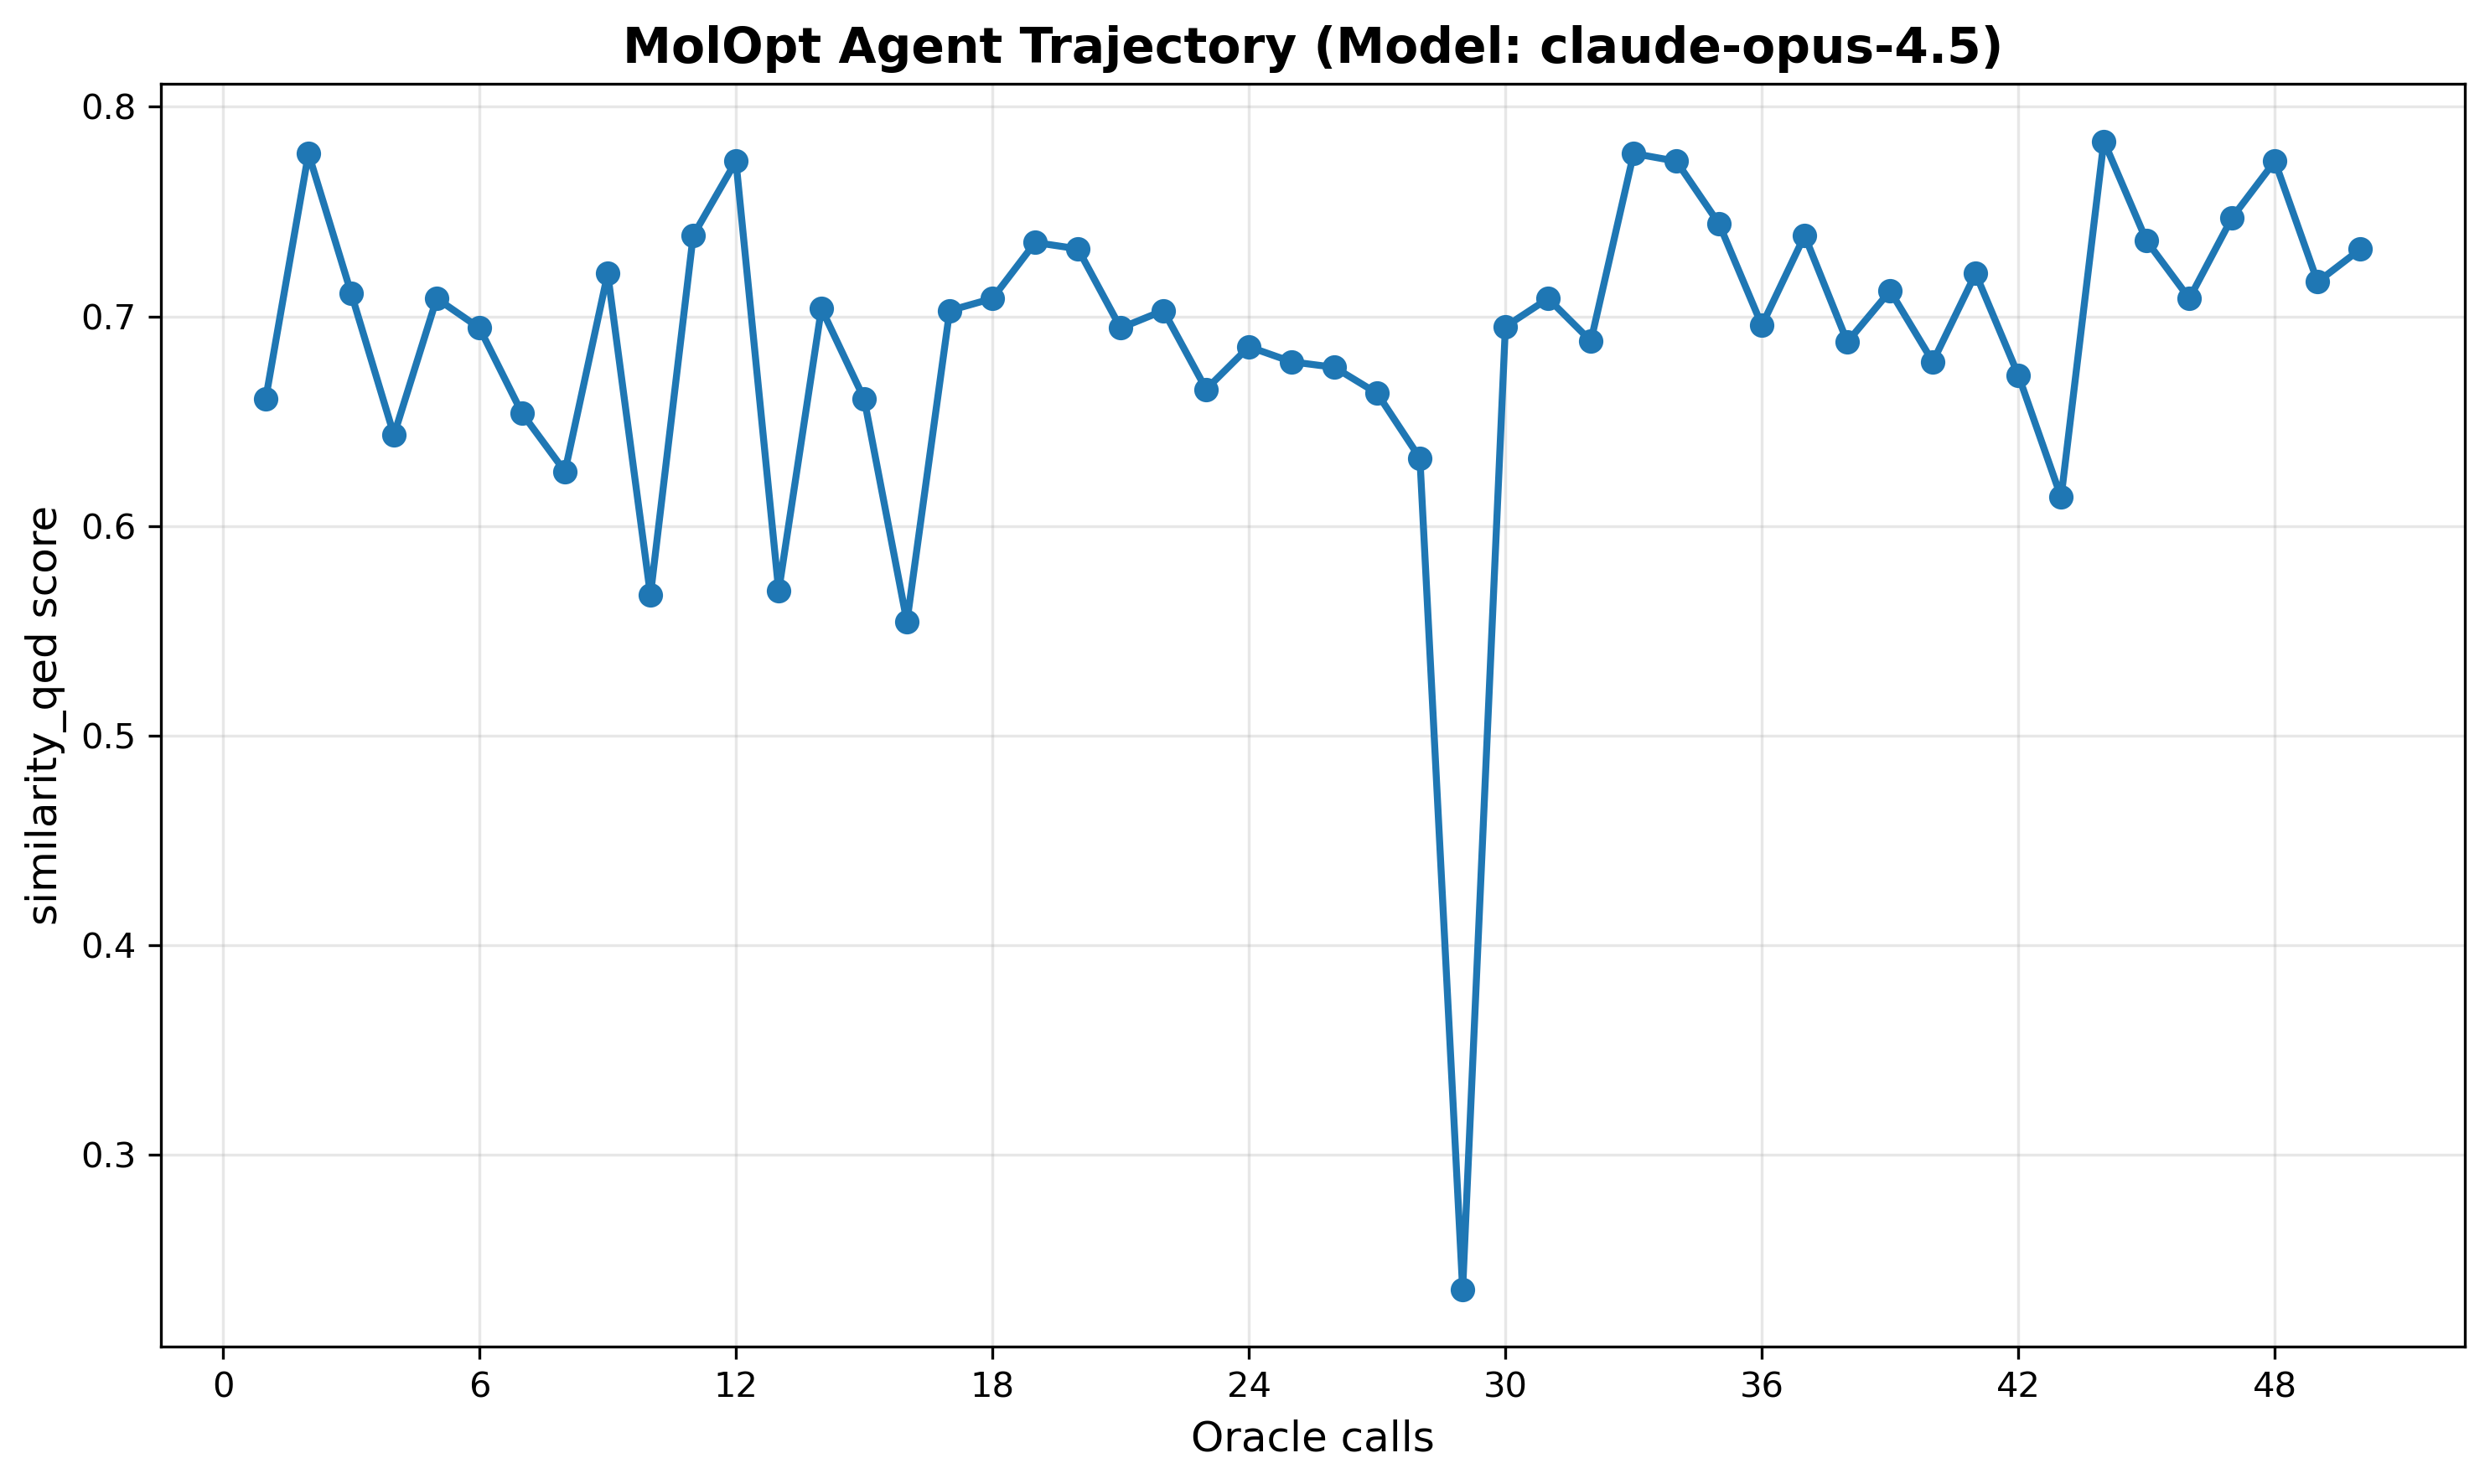 MolOpt Agent Trajectory (Model: claude-opus-4.5)
similarity_qed score
0.8
0.7
0.6
0.5
0.4
0.3
0 6 12 18 24 30 36 42 48
Oracle calls